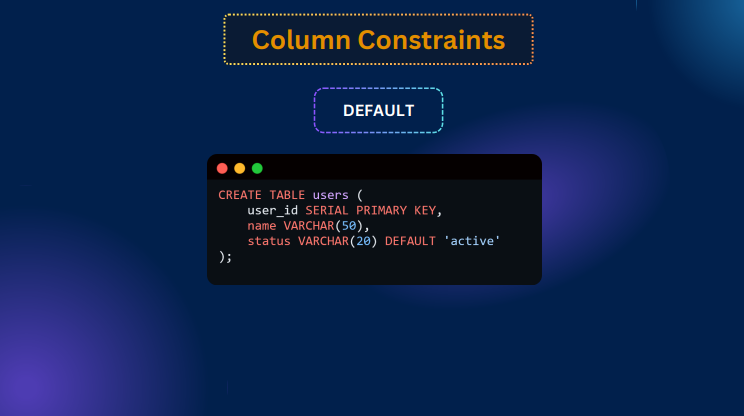 Column Constraints
DEFAULT
CREATE TABLE users (
    user_id SERIAL PRIMARY KEY,
    name VARCHAR(50),
    status VARCHAR(20) DEFAULT 'active'
);